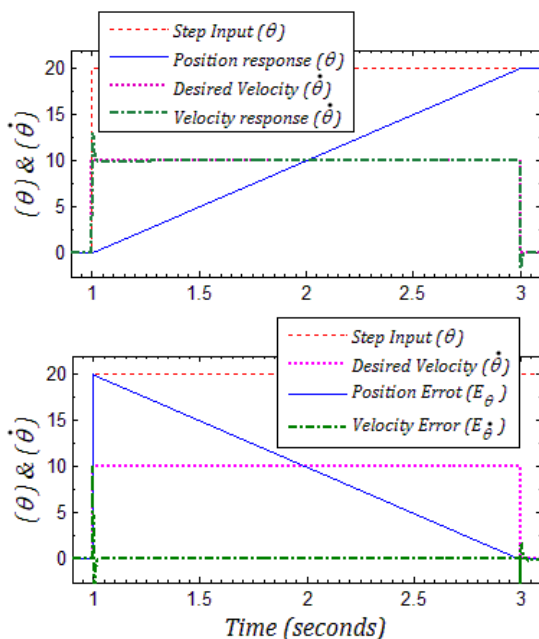 Step Input (θ)
Position response (θ)
Desired Velocity (θ̇)
Velocity response (θ̇)
20
15
10
5
0
(θ) & (θ̇)
1
1.5
2
2.5
3
Step Input (θ)
Desired Velocity (θ̇)
Position Errot (E_θ)
Velocity Error (E_θ̇)
20
15
10
5
0
(θ) & (θ̇)
1
1.5
2
2.5
3
Time (seconds)